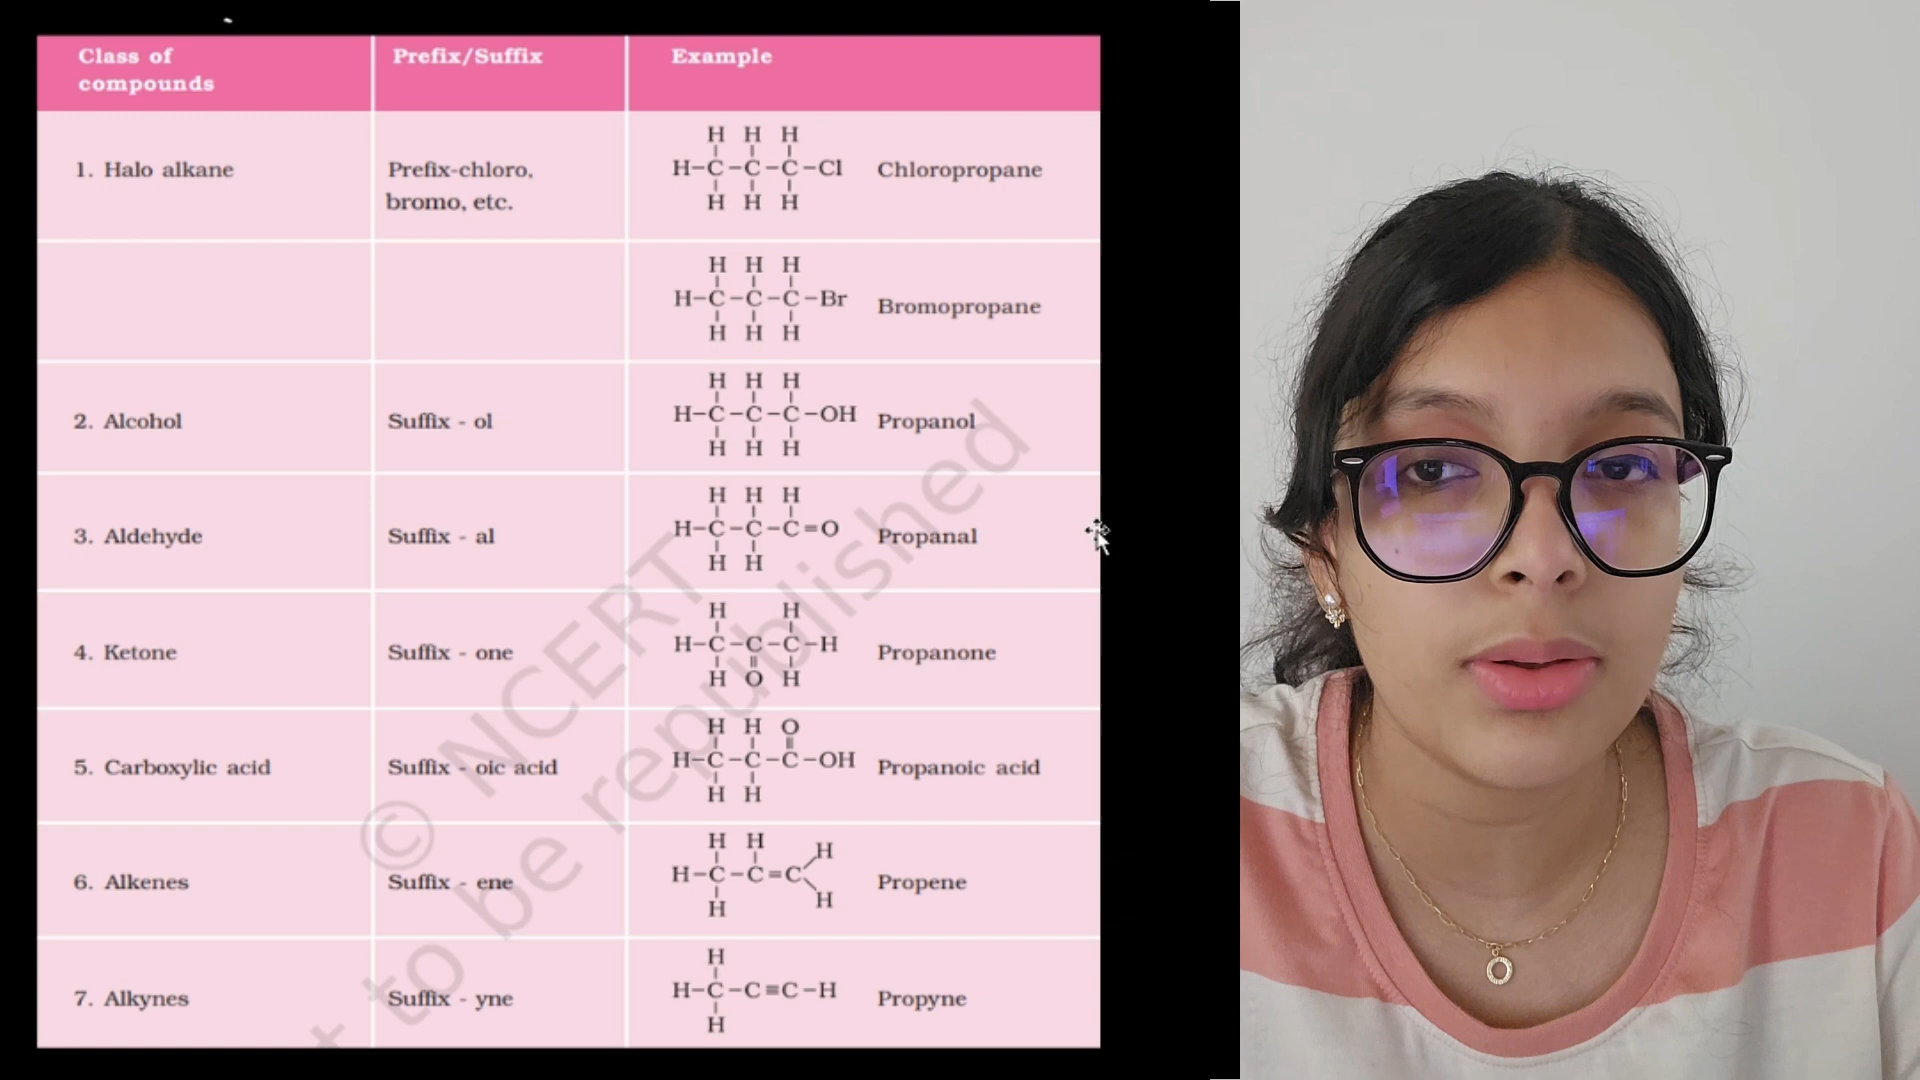 Class of compounds
Prefix/Suffix
Example
1. Halo alkane
Prefix-chloro,
bromo, etc.
H H H
H-C-C-C-Cl
H H H
Chloropropane
H H H
H-C-C-C-Br
H H H
Bromopropane
2. Alcohol
Suffix - ol
H H H
H-C-C-C-OH
H H H
Propanol
3. Aldehyde
Suffix - al
H H H
H-C-C-C=O
H H
Propanal
4. Ketone
Suffix - one
H H
H-C-C-C-H
H O H
Propanone
5. Carboxylic acid
Suffix - oic acid
H H O
H-C-C-C-OH
H H
Propanoic acid
6. Alkenes
Suffix - ene
H H H
H-C-C=C
H H
Propene
7. Alkynes
Suffix - yne
H
H-C-C≡C-H
H
Propyne
© NCERT
t to be republished